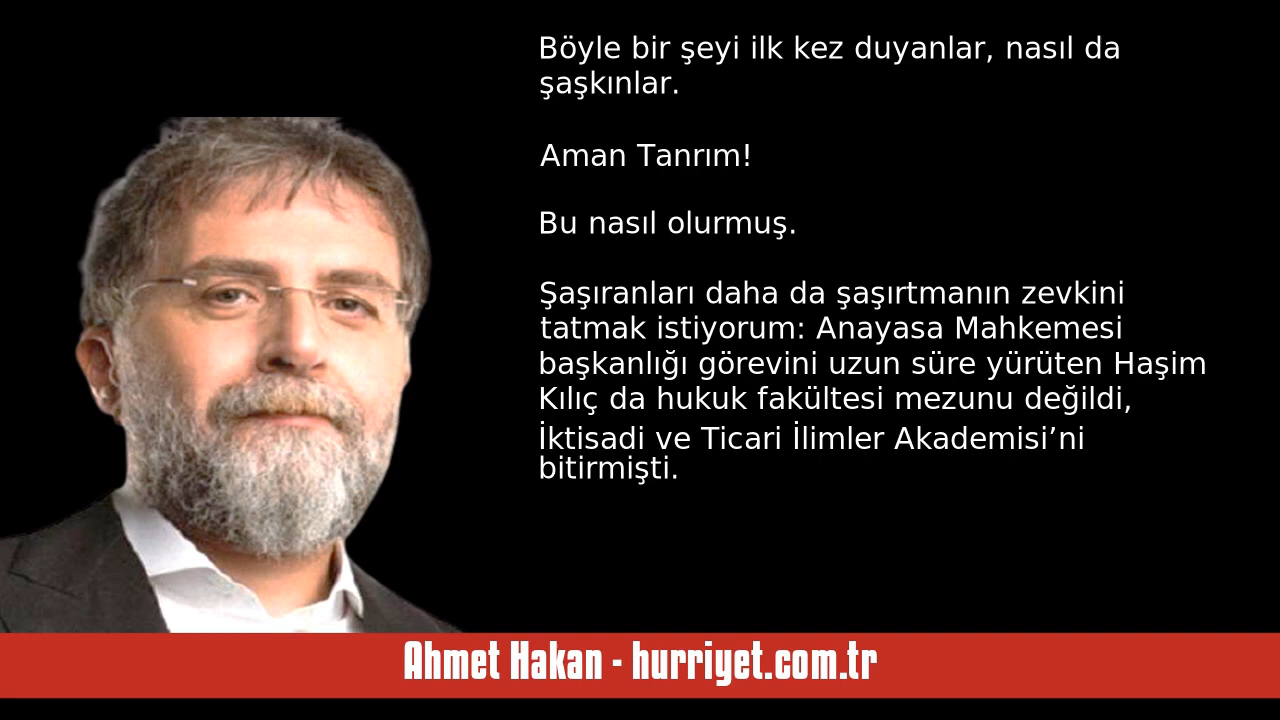 Böyle bir şeyi ilk kez duyanlar, nasıl da
şaşkınlar.
Aman Tanrım!
Bu nasıl olurmuş.
Şaşıranları daha da şaşırtmanın zevkini
tatmak istiyorum: Anayasa Mahkemesi
başkanlığı görevini uzun süre yürüten Haşim
Kılıç da hukuk fakültesi mezunu değildi,
İktisadi ve Ticari İlimler Akademisi’ni
bitirmişti.
Ahmet Hakan - hurriyet.com.tr